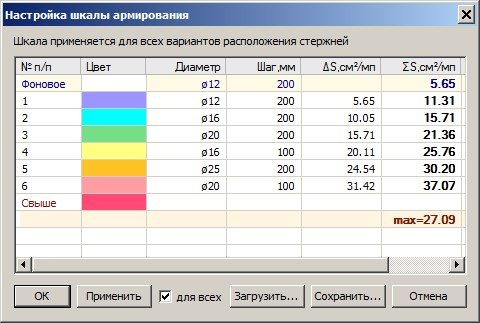 Настройка шкалы армирования
Шкала применяется для всех вариантов расположения стержней
№ п/п Цвет Диаметр Шаг,мм ΔS,см²/мп ΣS,см²/мп
Фоновое ø12 200 5.65
1 ø12 200 5.65 11.31
2 ø16 200 10.05 15.71
3 ø20 200 15.71 21.36
4 ø16 100 20.11 25.76
5 ø25 200 24.54 30.20
6 ø20 100 31.42 37.07
Свыше
max=27.09
OK Применить для всех Загрузить... Сохранить... Отмена